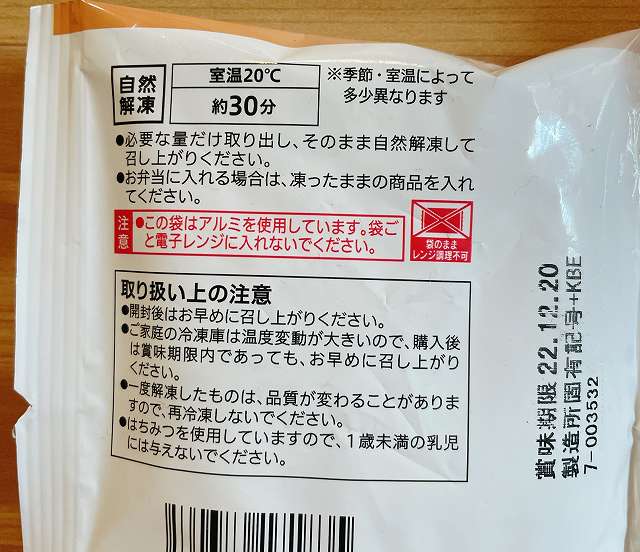 自然
解凍
室温20℃
約30分
※季節・室温によって
多少異なります
●必要な量だけ取り出し、そのまま自然解凍して
召し上がりください。
●お弁当に入れる場合は、凍ったままの商品を入れ
てください。
注意
●この袋はアルミを使用しています。袋ご
と電子レンジに入れないでください。
袋のまま
レンジ調理不可
取り扱い上の注意
●開封後はお早めに召し上がりください。
●ご家庭の冷凍庫は温度変動が大きいので、購入後
は賞味期限内であっても、お早めに召し上がり
ください。
●一度解凍したものは、品質が変わることがありま
すので、再冷凍しないでください。
●はちみつを使用していますので、1歳未満の乳児
には与えないでください。
賞味期限 22.12.20
製造所固有記号+KBE
7-003532